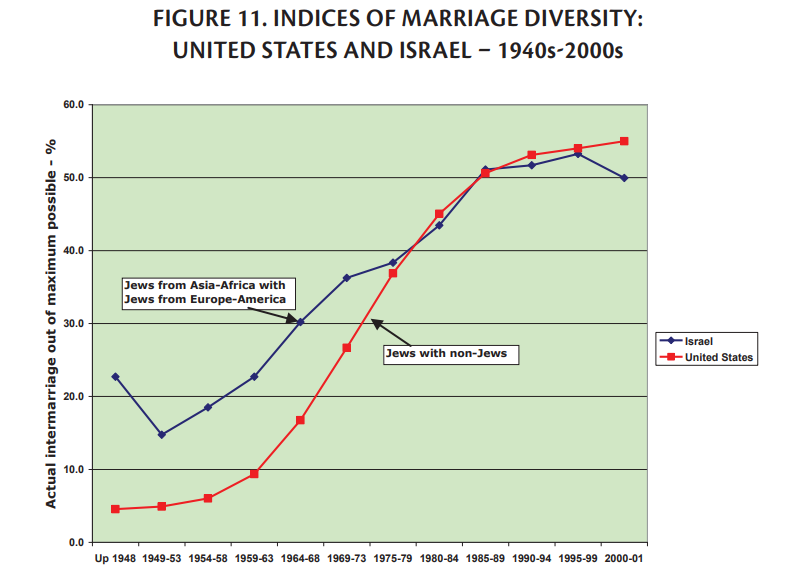 FIGURE 11. INDICES OF MARRIAGE DIVERSITY:
UNITED STATES AND ISRAEL – 1940s-2000s
Actual intermarriage out of maximum possible - %
60.0
50.0
40.0
30.0
20.0
10.0
0.0
Jews from Asia-Africa with
Jews from Europe-America
Jews with non-Jews
Israel
United States
Up 1948 1949-53 1954-58 1959-63 1964-68 1969-73 1975-79 1980-84 1985-89 1990-94 1995-99 2000-01